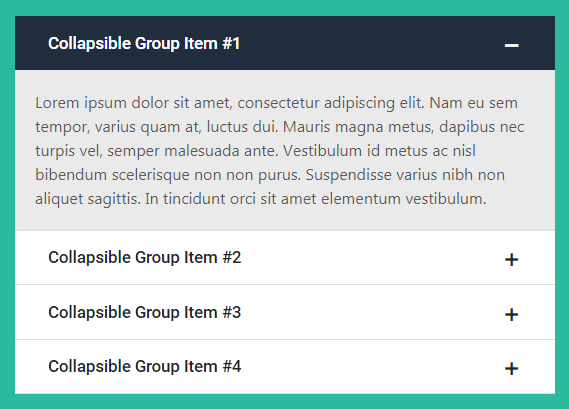 Collapsible Group Item #1 −
Lorem ipsum dolor sit amet, consectetur adipiscing elit. Nam eu sem
tempor, varius quam at, luctus dui. Mauris magna metus, dapibus nec
turpis vel, semper malesuada ante. Vestibulum id metus ac nisl
bibendum scelerisque non non purus. Suspendisse varius nibh non
aliquet sagittis. In tincidunt orci sit amet elementum vestibulum.
Collapsible Group Item #2 +
Collapsible Group Item #3 +
Collapsible Group Item #4 +